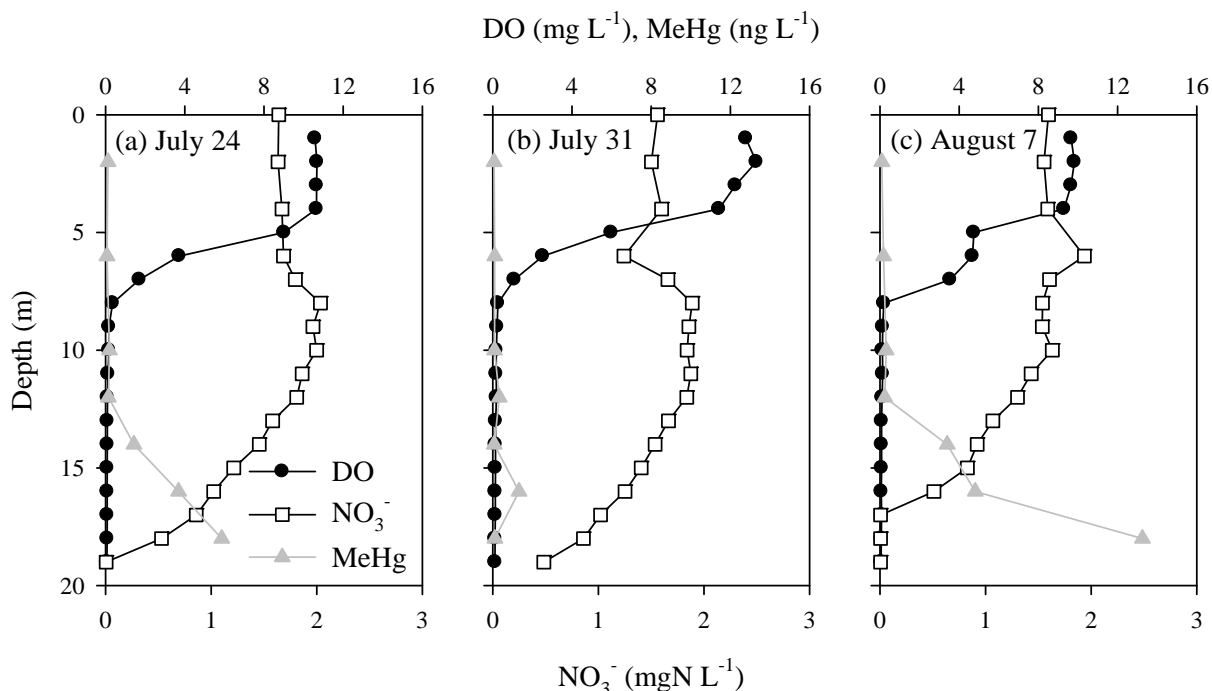 DO (mg L⁻¹), MeHg (ng L⁻¹)
0 4 8 12 16 0 4 8 12 16 0 4 8 12 16
(a) July 24 (b) July 31 (c) August 7
0
5
10
15
20
Depth (m)
DO
NO₃⁻
MeHg
0 1 2 3 0 1 2 3 0 1 2 3
NO₃⁻ (mgN L⁻¹)